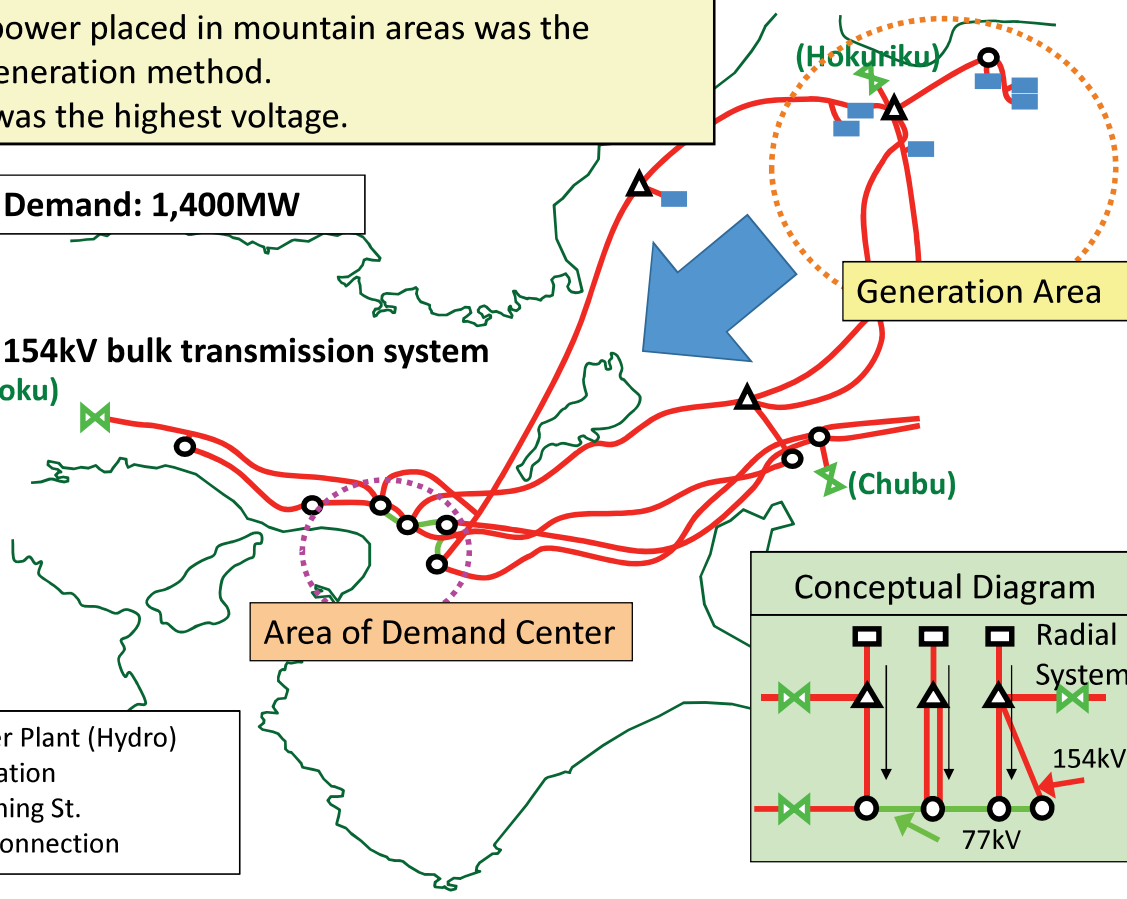 power placed in mountain areas was the
eneration method.
was the highest voltage.
(Hokuriku)
Demand: 1,400MW
Generation Area
154kV bulk transmission system
oku)
(Chubu)
Area of Demand Center
Conceptual Diagram
Radial
System
154kV
77kV
er Plant (Hydro)
ation
hing St.
onnection